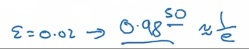 ε = 0.02 → 0.98^50 ≈ 1/e